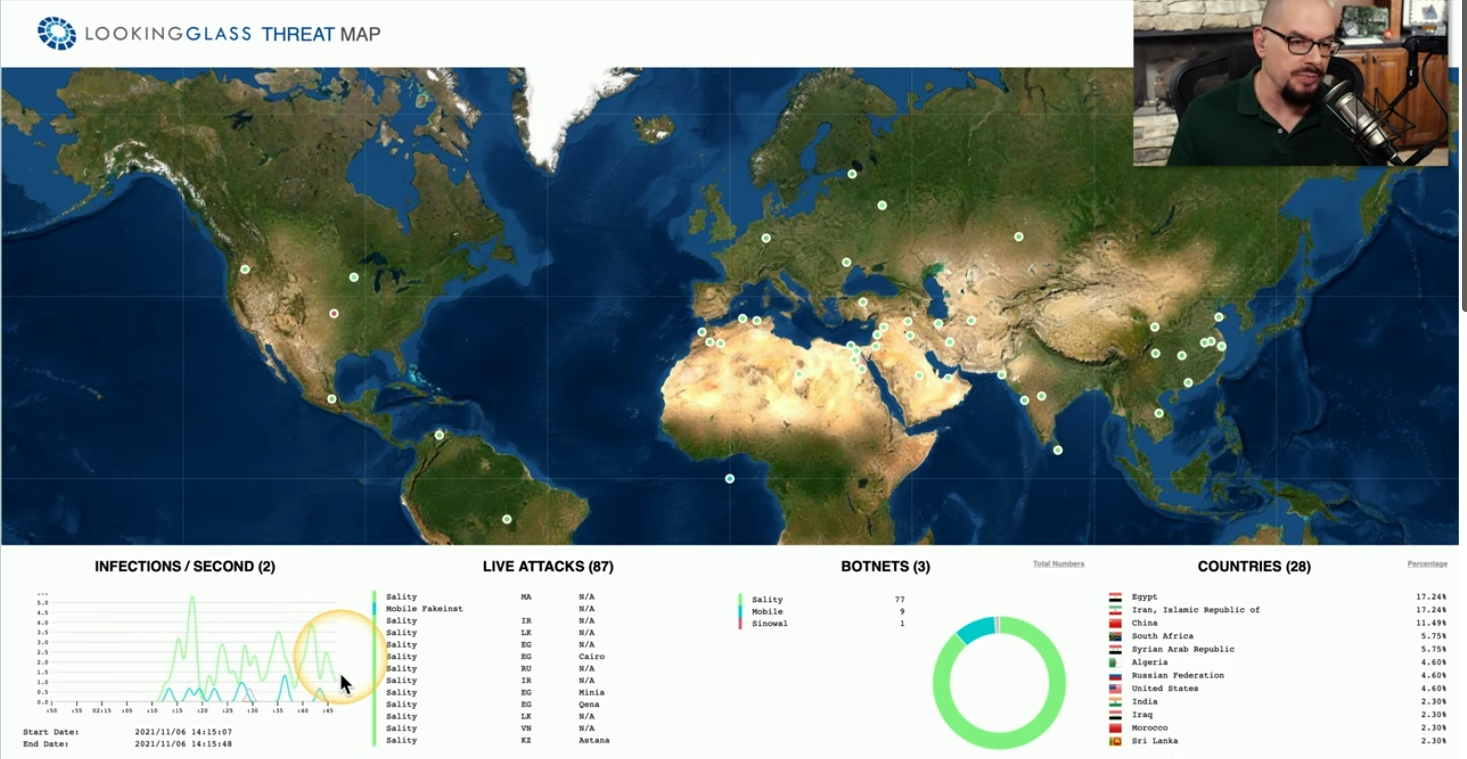 LOOKINGGLASS THREAT MAP
INFECTIONS / SECOND (2)
5.0
4.5
4.0
3.5
3.0
2.5
2.0
1.5
1.0
0.5
0.0
:50 :55 02:15 :05 :10 :15 :20 :25 :30 :35 :40 :45
Start Date: 2021/11/06 14:15:07
End Date: 2021/11/06 14:15:48
LIVE ATTACKS (87)
Sality MA N/A
Mobile Fakeinst N/A
Sality IR N/A
Sality LK N/A
Sality EG N/A
Sality EG Cairo
Sality RU N/A
Sality IR N/A
Sality EG Minia
Sality EG Qena
Sality LK N/A
Sality VN N/A
Sality KZ Astana
BOTNETS (3) Total Numbers
Sality 77
Mobile 9
Sinowal 1
COUNTRIES (28) Percentage
Egypt 17.24%
Iran, Islamic Republic of 17.24%
China 11.49%
South Africa 5.75%
Syrian Arab Republic 5.75%
Algeria 4.60%
Russian Federation 4.60%
United States 4.60%
India 2.30%
Iraq 2.30%
Morocco 2.30%
Sri Lanka 2.30%